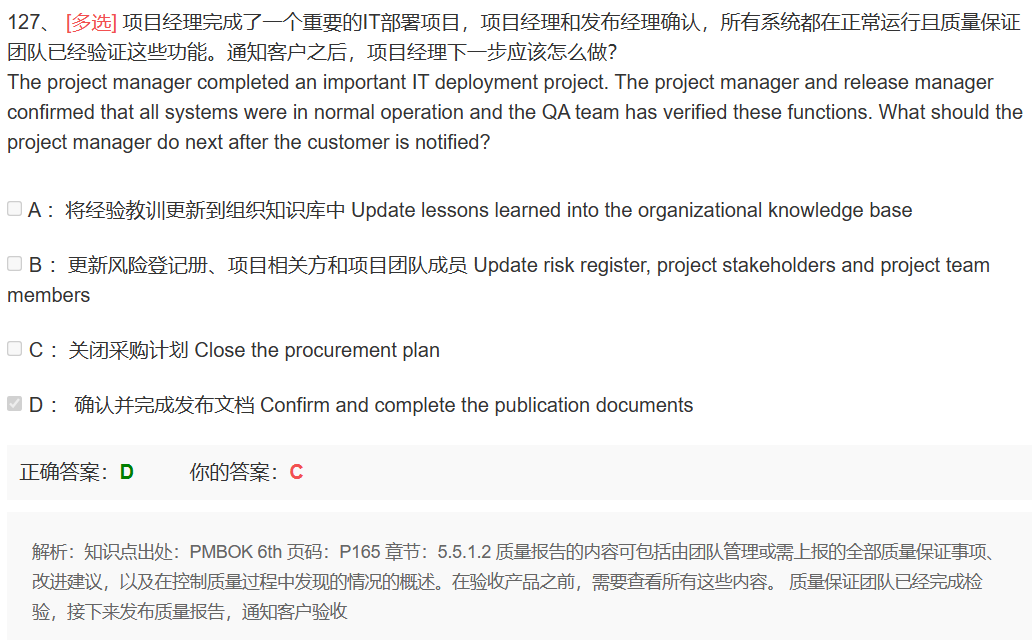 127、 [多选] 项目经理完成了一个重要的IT部署项目，项目经理和发布经理确认，所有系统都在正常运行且质量保证
团队已经验证这些功能。通知客户之后，项目经理下一步应该怎么做？
The project manager completed an important IT deployment project. The project manager and release manager
confirmed that all systems were in normal operation and the QA team has verified these functions. What should the
project manager do next after the customer is notified?
A： 将经验教训更新到组织知识库中 Update lessons learned into the organizational knowledge base
B： 更新风险登记册、项目相关方和项目团队成员 Update risk register, project stakeholders and project team
members
C： 关闭采购计划 Close the procurement plan
D： 确认并完成发布文档 Confirm and complete the publication documents
正确答案：D 你的答案：C
解析：知识点出处：PMBOK 6th 页码：P165 章节：5.5.1.2 质量报告的内容可包括由团队管理或需上报的全部质量保证事项、
改进建议，以及在控制质量过程中发现的情况的概述。在验收产品之前，需要查看所有这些内容。 质量保证团队已经完成检
验，接下来发布质量报告，通知客户验收